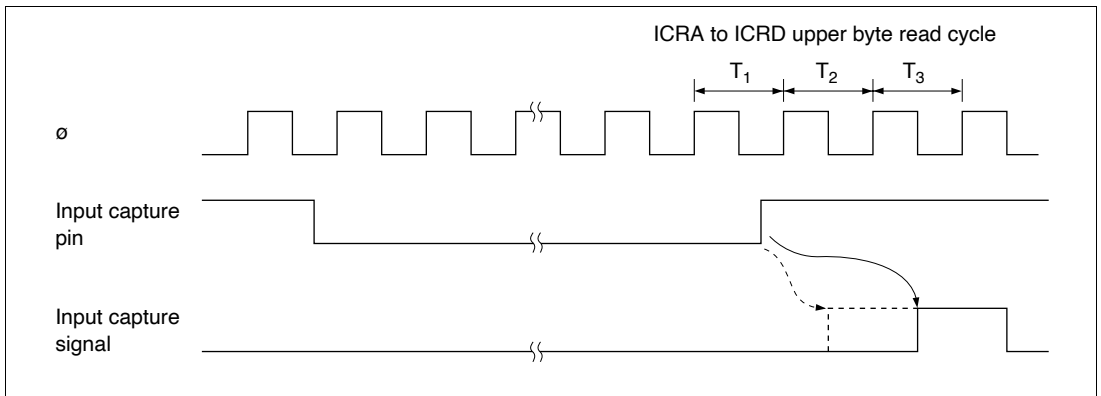 ICRA to ICRD upper byte read cycle
T1 T2 T3
ø
Input capture
pin
Input capture
signal